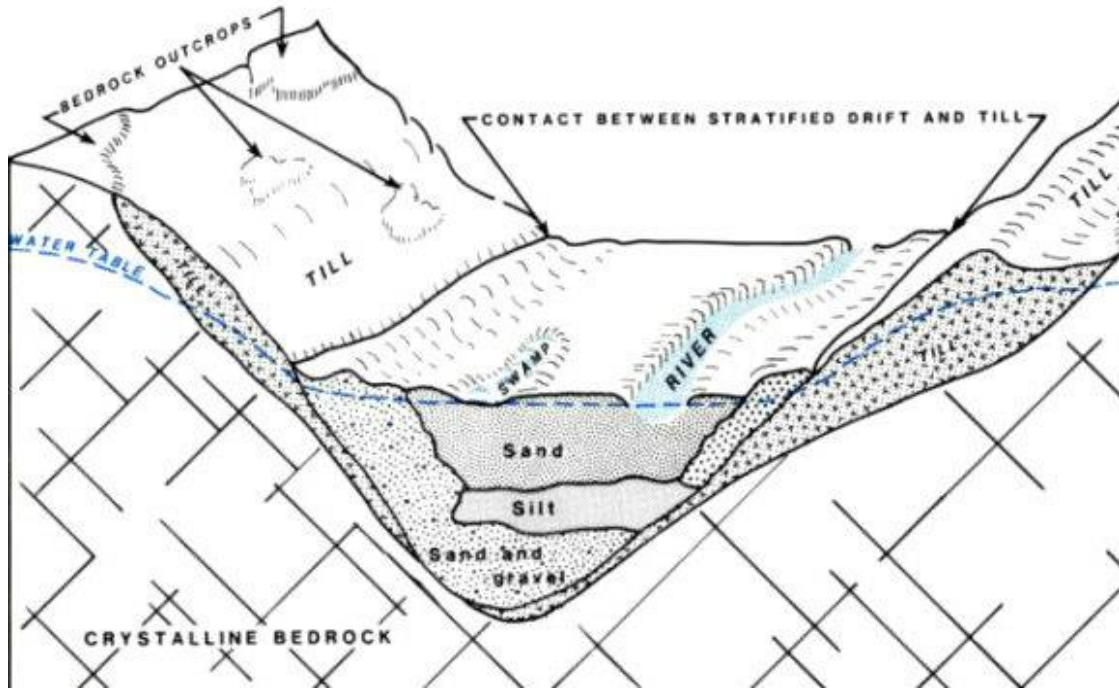 BEDROCK OUTCROPS
CONTACT BETWEEN STRATIFIED DRIFT AND TILL
TILL
WATER TABLE
TILL
TILL
SWAMP
RIVER
TILL
Sand
Silt
Sand and
gravel
CRYSTALLINE BEDROCK